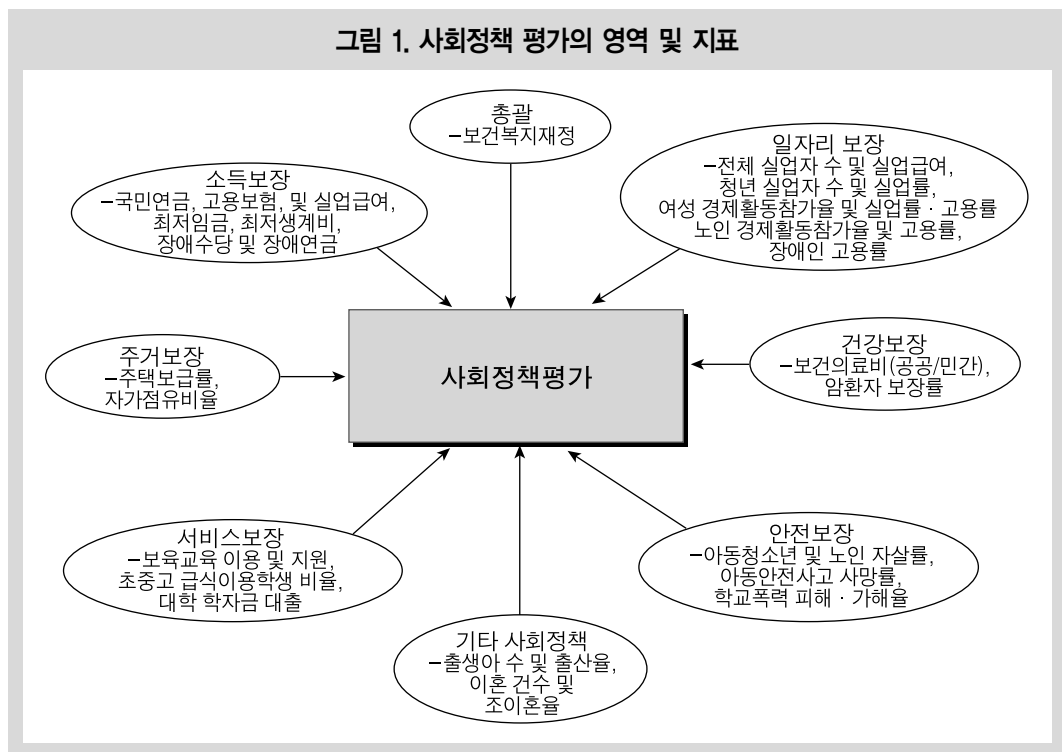 그림 1. 사회정책 평가의 영역 및 지표
총괄
–보건복지재정
소득보장
–국민연금, 고용보험, 및 실업급여,
최저임금, 최저생계비,
장애수당 및 장애연금
일자리 보장
–전체 실업자 수 및 실업급여,
청년 실업자 수 및 실업률,
여성 경제활동참가율 및 실업률·고용률
노인 경제활동참가율 및 고용률,
장애인 고용률
주거보장
–주택보급률,
자가점유비율
사회정책평가
건강보장
–보건의료비(공공/민간),
암환자 보장률
서비스보장
–보육교육 이용 및 지원,
초중고 급식이용학생 비율,
대학 학자금 대출
안전보장
–아동청소년 및 노인 자살률,
아동안전사고 사망률,
학교폭력 피해·가해율
기타 사회정책
–출생아 수 및 출산율,
이혼 건수 및
조이혼율